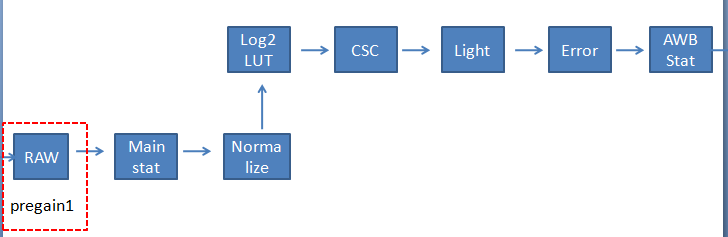 Log2
LUT
CSC
Light
Error
AWB
Stat
RAW
Main
stat
Norma
lize
pregain1